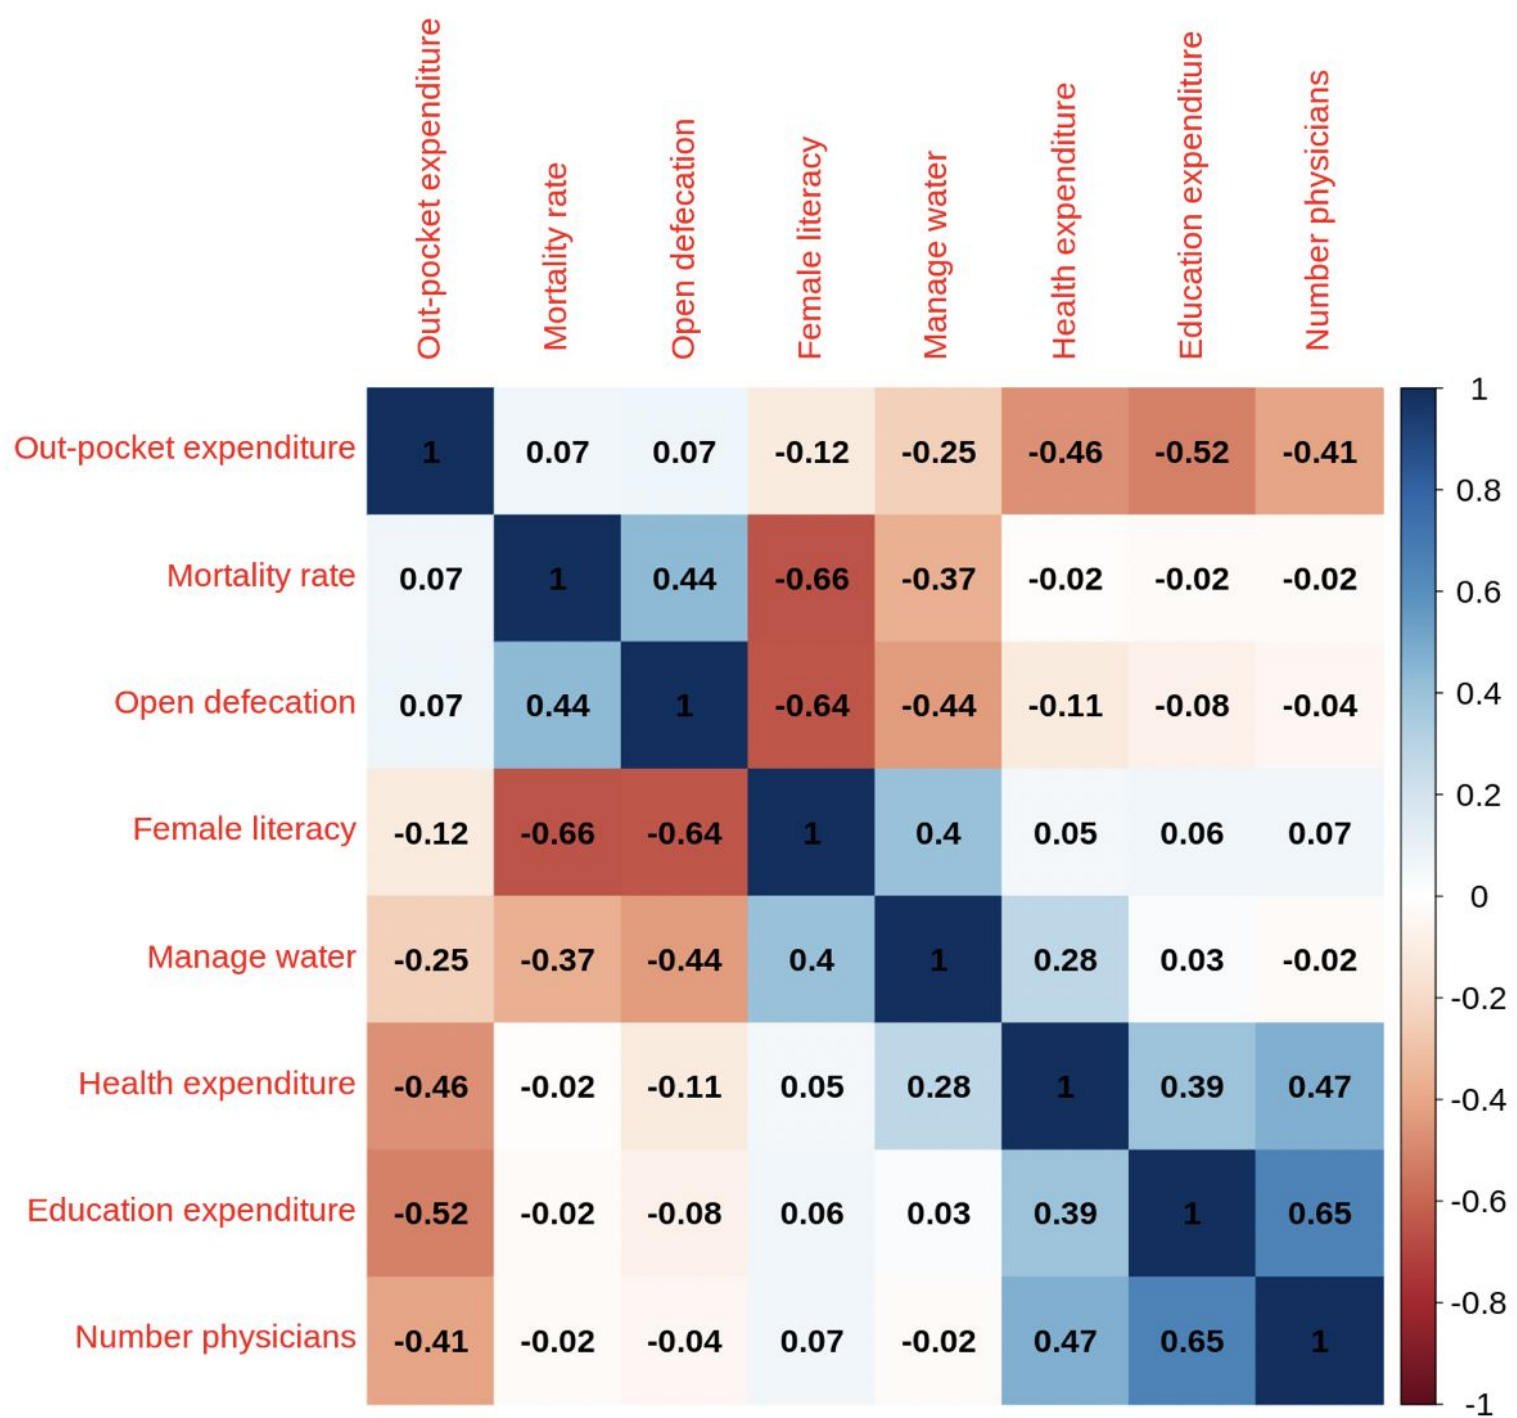 Out-pocket expenditure
Mortality rate
Open defecation
Female literacy
Manage water
Health expenditure
Education expenditure
Number physicians
Out-pocket expenditure 1 0.07 0.07 -0.12 -0.25 -0.46 -0.52 -0.41
Mortality rate 0.07 1 0.44 -0.66 -0.37 -0.02 -0.02 -0.02
Open defecation 0.07 0.44 1 -0.64 -0.44 -0.11 -0.08 -0.04
Female literacy -0.12 -0.66 -0.64 1 0.4 0.05 0.06 0.07
Manage water -0.25 -0.37 -0.44 0.4 1 0.28 0.03 -0.02
Health expenditure -0.46 -0.02 -0.11 0.05 0.28 1 0.39 0.47
Education expenditure -0.52 -0.02 -0.08 0.06 0.03 0.39 1 0.65
Number physicians -0.41 -0.02 -0.04 0.07 -0.02 0.47 0.65 1
1
0.8
0.6
0.4
0.2
0
-0.2
-0.4
-0.6
-0.8
-1